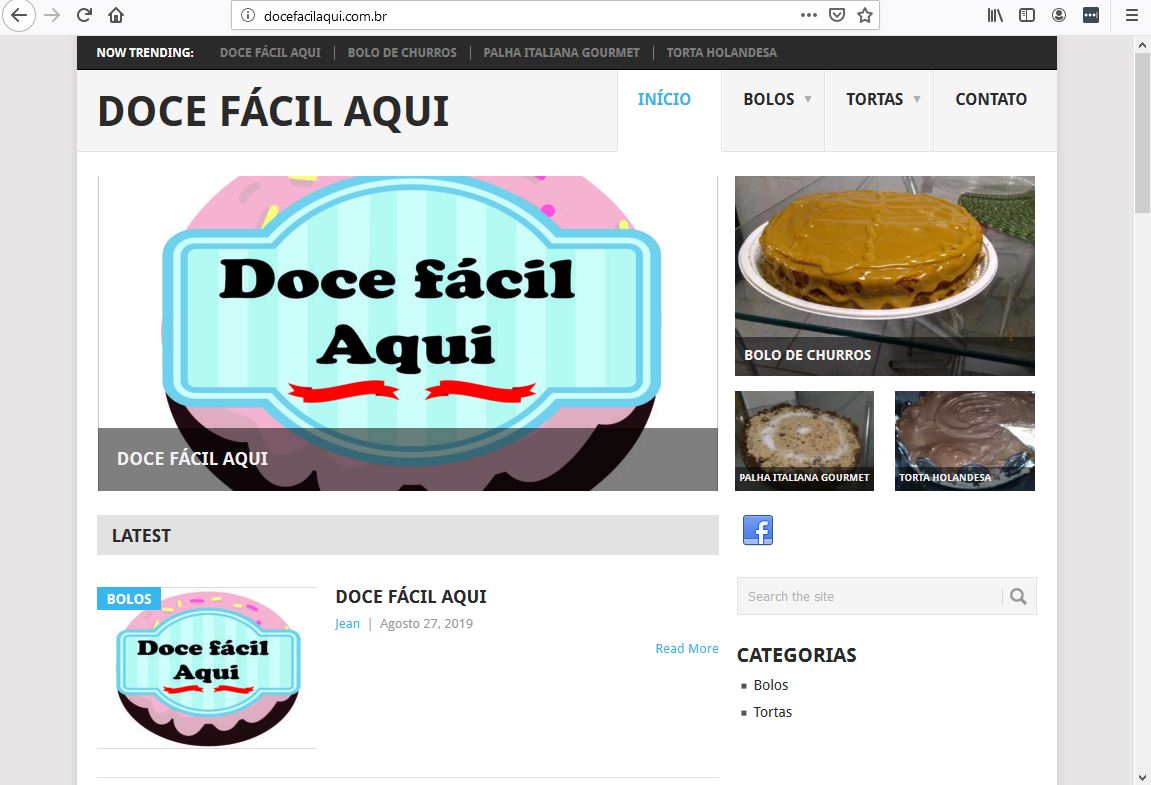 docefacilaqui.com.br
NOW TRENDING: DOCE FÁCIL AQUI | BOLO DE CHURROS | PALHA ITALIANA GOURMET | TORTA HOLANDESA
DOCE FÁCIL AQUI
INÍCIO BOLOS TORTAS CONTATO
Doce fácil
Aqui
DOCE FÁCIL AQUI
BOLO DE CHURROS
PALHA ITALIANA GOURMET
TORTA HOLANDESA
LATEST
BOLOS
Doce fácil
Aqui
DOCE FÁCIL AQUI
Jean | Agosto 27, 2019
Read More
Search the site
CATEGORIAS
Bolos
Tortas